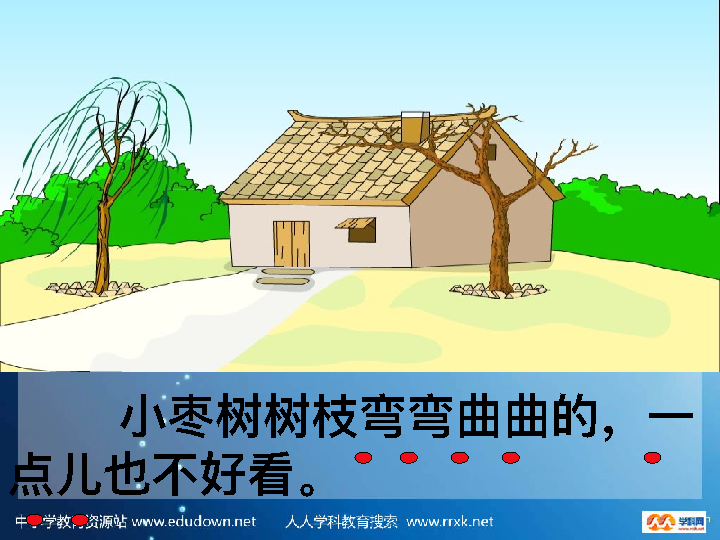 小枣树树枝弯弯曲曲的，一
点儿也不好看。
中小学教育资源站 www.edudown.net 人人学科教育搜索 www.rrxk.net
学科网